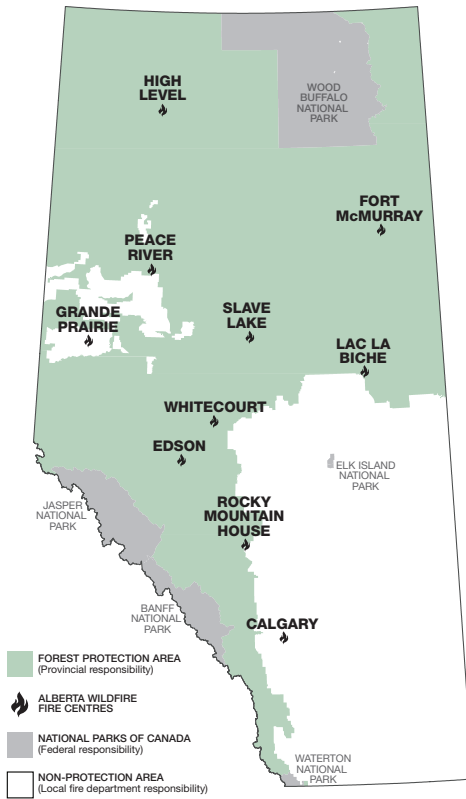 HIGH
LEVEL
WOOD
BUFFALO
NATIONAL
PARK
FORT
McMURRAY
PEACE
RIVER
GRANDE
PRAIRIE
SLAVE
LAKE
LAC LA
BICHE
WHITECOURT
EDSON
ELK ISLAND
NATIONAL
PARK
JASPER
NATIONAL
PARK
ROCKY
MOUNTAIN
HOUSE
BANFF
NATIONAL
PARK
CALGARY
WATERTON
NATIONAL
PARK
FOREST PROTECTION AREA
(Provincial responsibility)
ALBERTA WILDFIRE
FIRE CENTRES
NATIONAL PARKS OF CANADA
(Federal responsibility)
NON-PROTECTION AREA
(Local fire department responsibility)